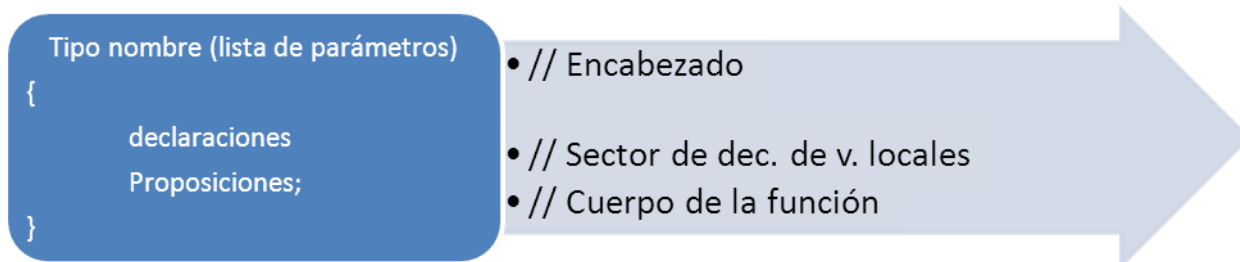 Tipo nombre (lista de parámetros)
{
declaraciones
Proposiciones;
}
• // Encabezado
• // Sector de dec. de v. locales
• // Cuerpo de la función